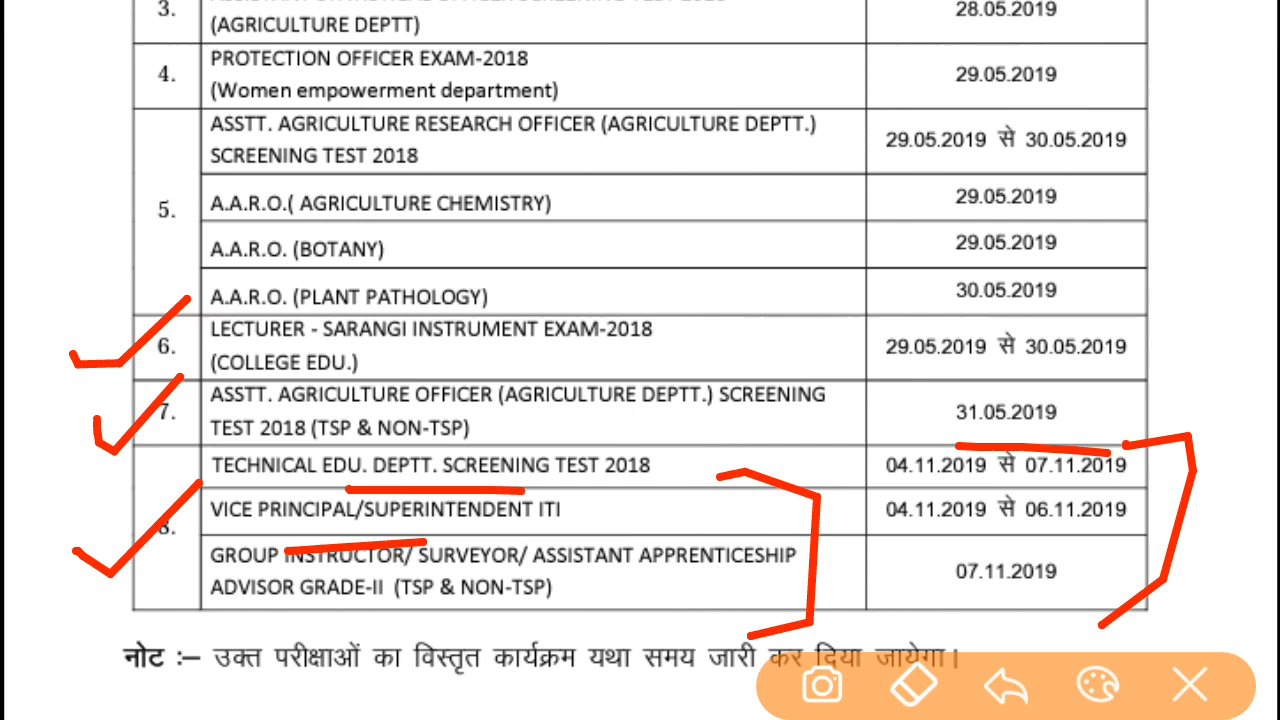 3.
28.05.2019
(AGRICULTURE DEPTT)
4.
PROTECTION OFFICER EXAM-2018
(Women empowerment department)
29.05.2019
5.
ASSTT. AGRICULTURE RESEARCH OFFICER (AGRICULTURE DEPTT.)
SCREENING TEST 2018
29.05.2019 से 30.05.2019
A.A.R.O.( AGRICULTURE CHEMISTRY)
29.05.2019
A.A.R.O. (BOTANY)
29.05.2019
A.A.R.O. (PLANT PATHOLOGY)
30.05.2019
6.
LECTURER - SARANGI INSTRUMENT EXAM-2018
(COLLEGE EDU.)
29.05.2019 से 30.05.2019
7.
ASSTT. AGRICULTURE OFFICER (AGRICULTURE DEPTT.) SCREENING
TEST 2018 (TSP & NON-TSP)
31.05.2019
8.
TECHNICAL EDU. DEPTT. SCREENING TEST 2018
04.11.2019 से 07.11.2019
VICE PRINCIPAL/SUPERINTENDENT ITI
04.11.2019 से 06.11.2019
GROUP INSTRUCTOR/ SURVEYOR/ ASSISTANT APPRENTICESHIP
ADVISOR GRADE-II (TSP & NON-TSP)
07.11.2019
नोट :– उक्त परीक्षाओं का विस्तृत कार्यक्रम यथा समय जारी कर दिया जायेगा।